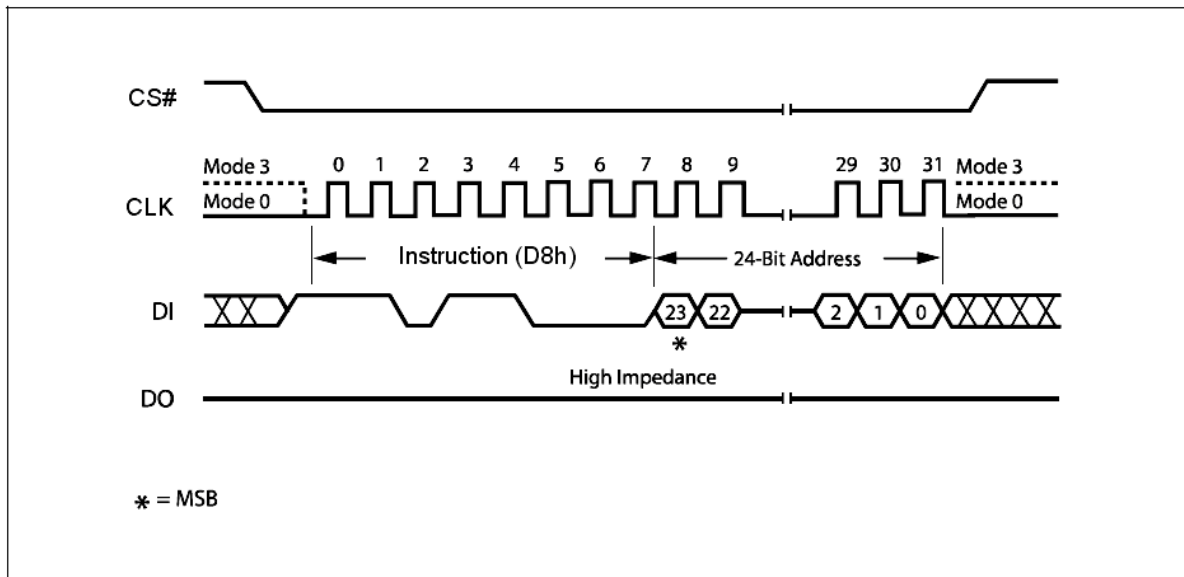 CS#
Mode 3 0 1 2 3 4 5 6 7 8 9 29 30 31 Mode 3
CLK Mode 0 Mode 0
Instruction (D8h) 24-Bit Address
DI 23 22 2 1 0
*
High Impedance
DO
* = MSB